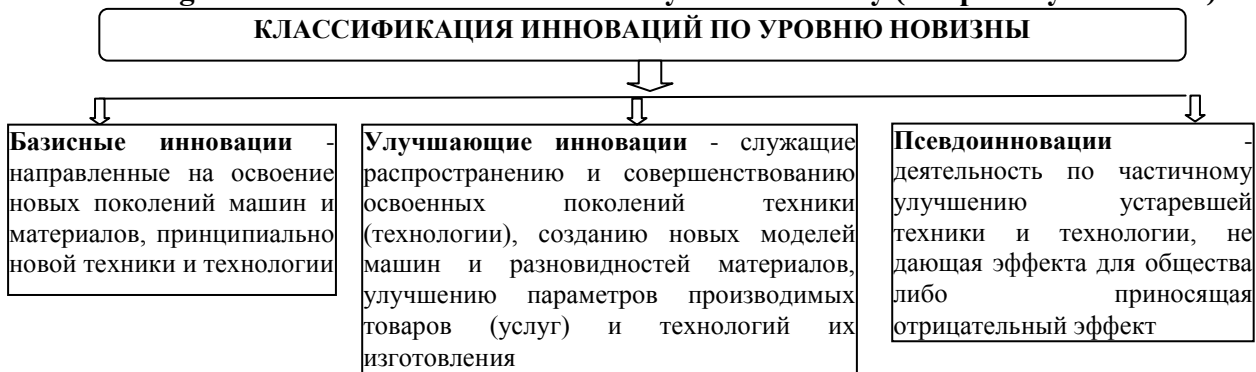 КЛАССИФИКАЦИЯ ИННОВАЦИЙ ПО УРОВНЮ НОВИЗНЫ
Базисные инновации -
направленные на освоение
новых поколений машин и
материалов, принципиально
новой техники и технологии
Улучшающие инновации - служащие
распространению и совершенствованию
освоенных поколений техники
(технологии), созданию новых моделей
машин и разновидностей материалов,
улучшению параметров производимых
товаров (услуг) и технологий их
изготовления
Псевдоинновации -
деятельность по частичному
улучшению устаревшей
техники и технологии, не
дающая эффекта для общества
либо приносящая
отрицательный эффект